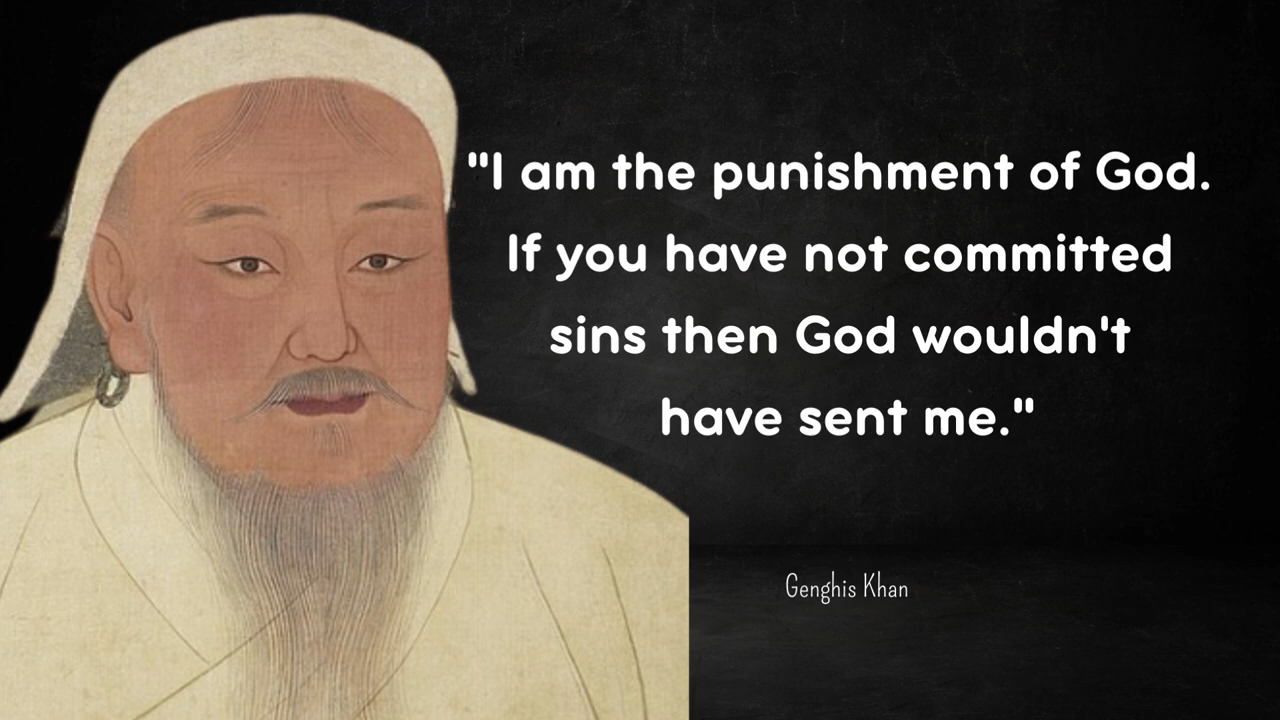 "I am the punishment of God.
If you have not committed
sins then God wouldn't
have sent me."
Genghis Khan